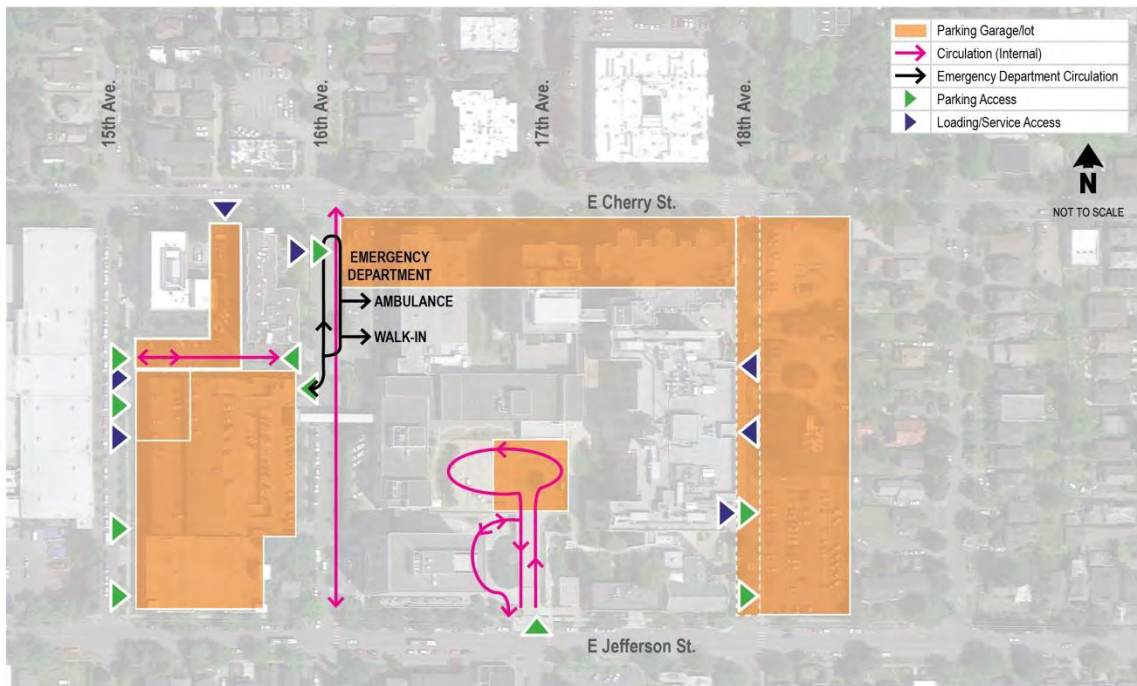 Parking Garage/lot
Circulation (Internal)
Emergency Department Circulation
Parking Access
Loading/Service Access
15th Ave.
16th Ave.
17th Ave.
18th Ave.
N
NOT TO SCALE
E Cherry St.
EMERGENCY
DEPARTMENT
AMBULANCE
WALK-IN
E Jefferson St.